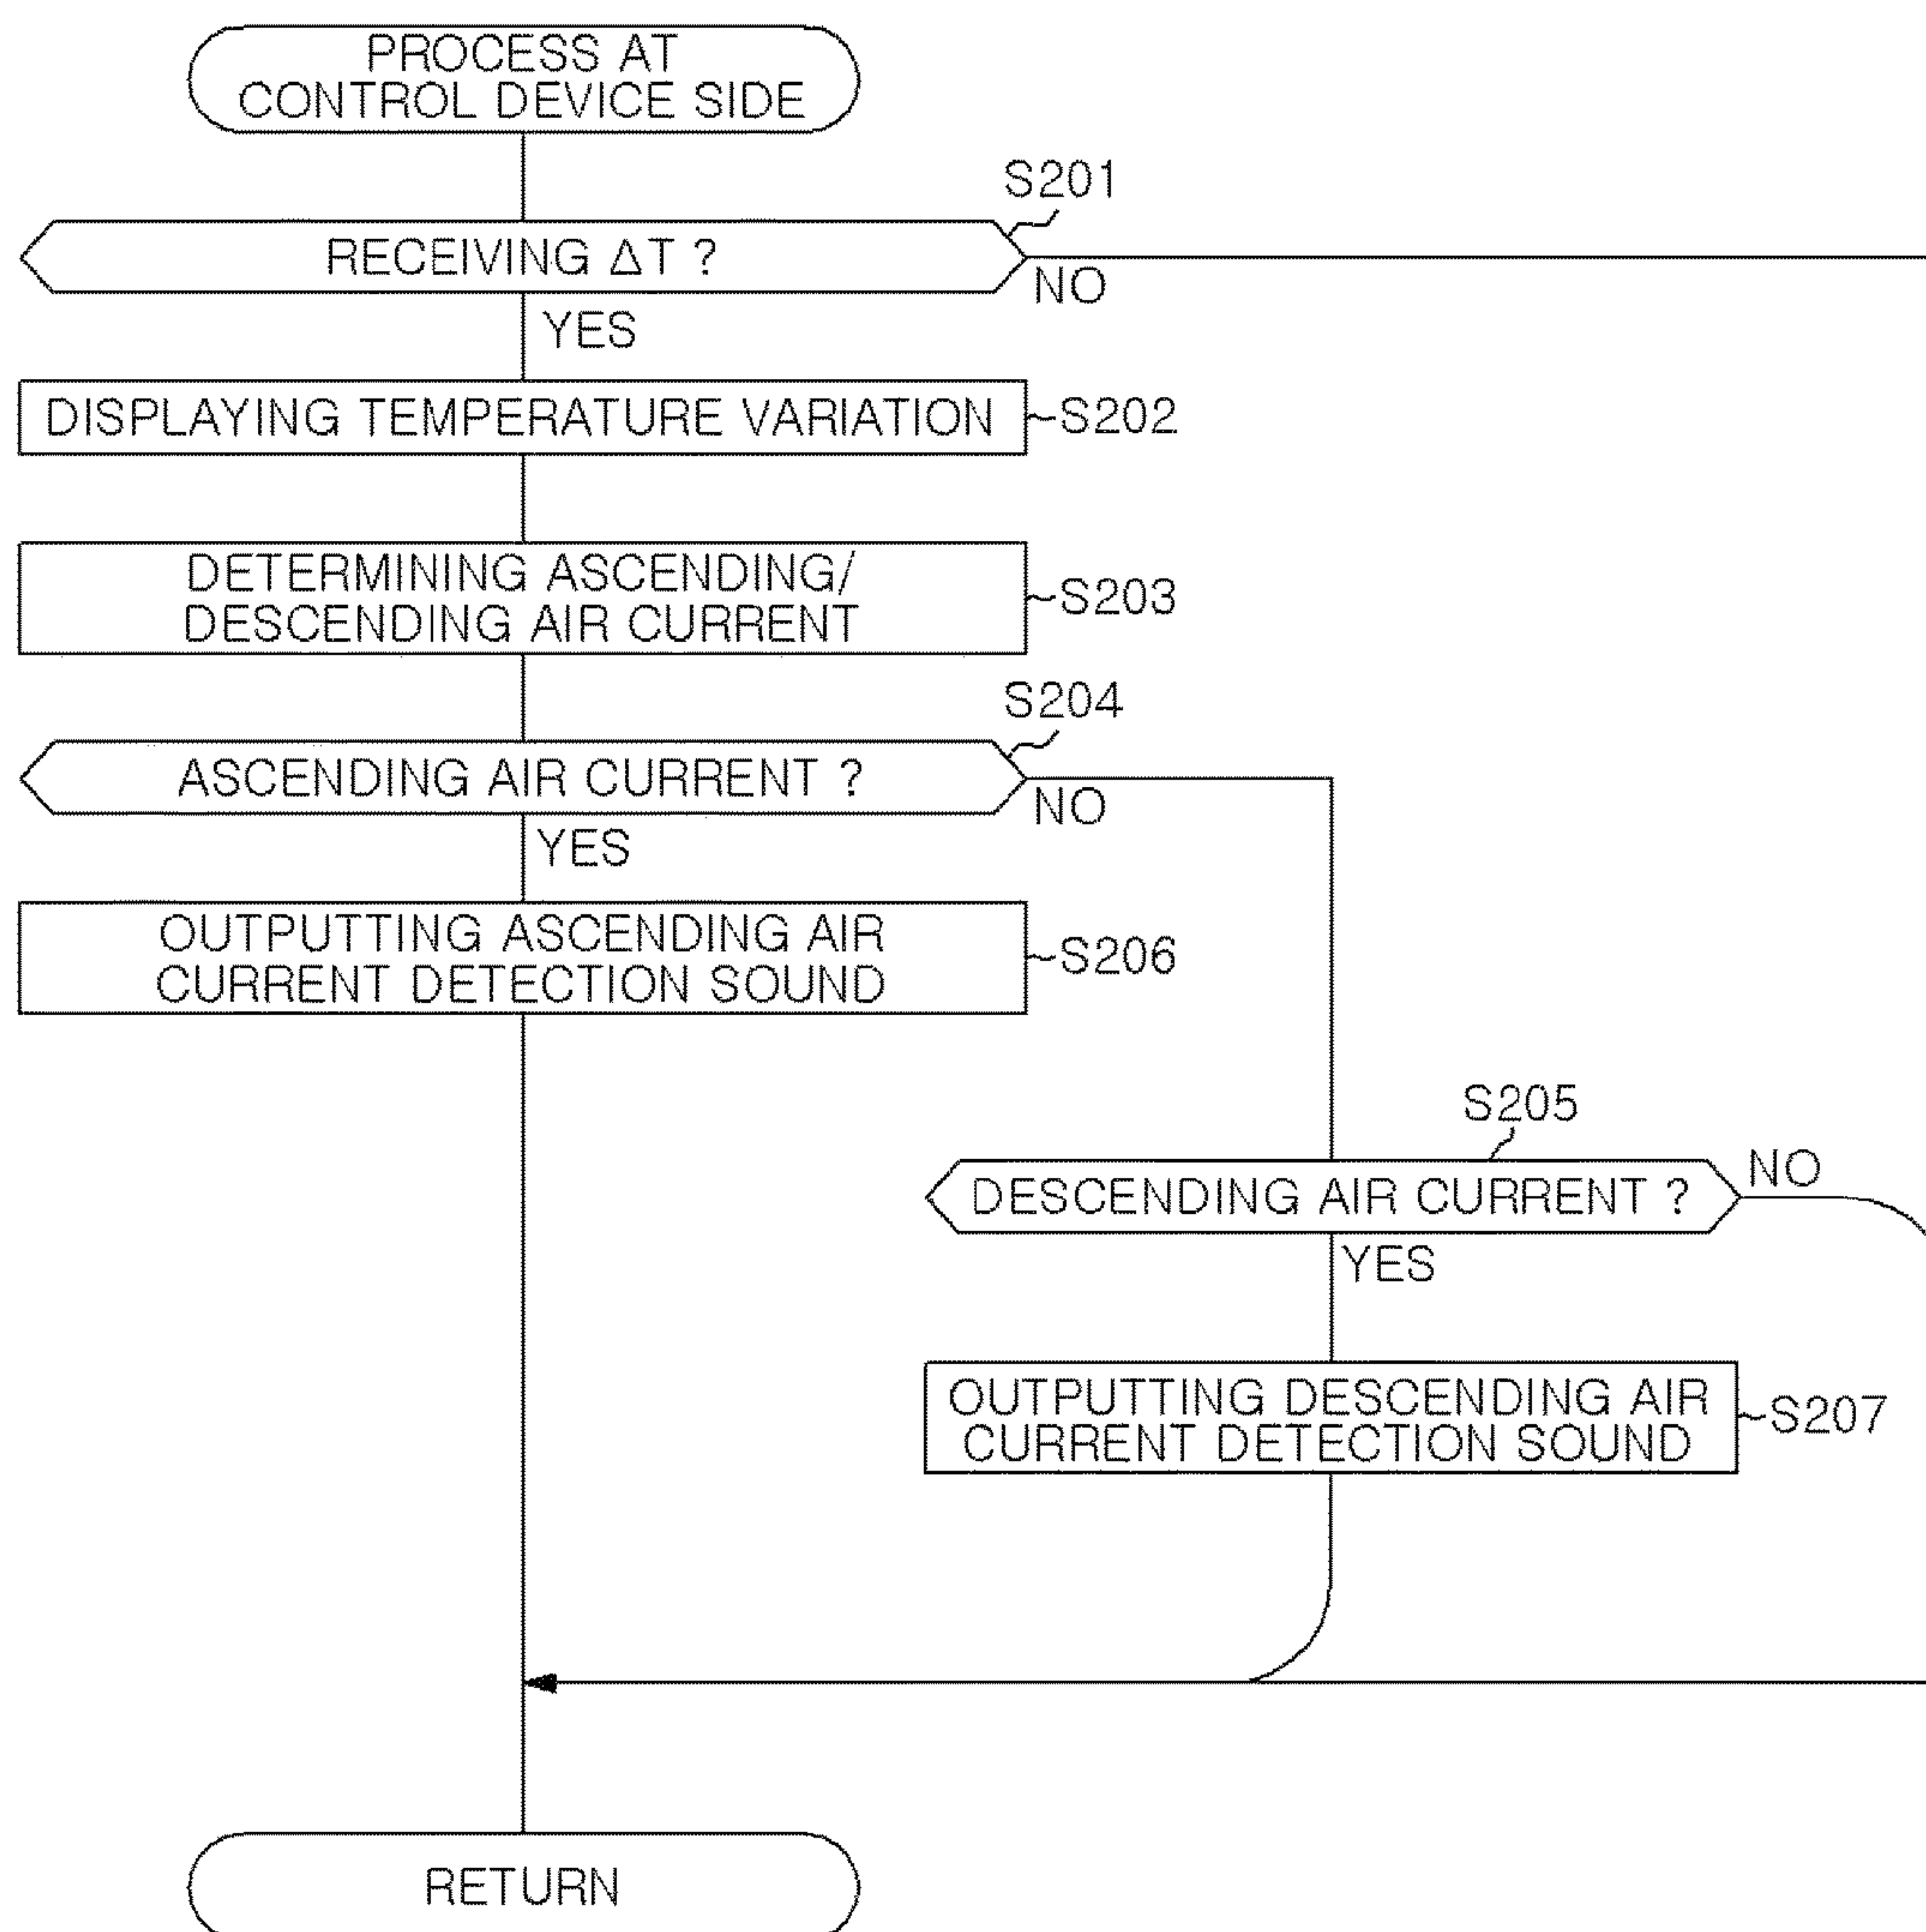 PROCESS AT
CONTROL DEVICE SIDE
S201
RECEIVING ΔT ?
NO
YES
DISPLAYING TEMPERATURE VARIATION
S202
DETERMINING ASCENDING/
DESCENDING AIR CURRENT
S203
S204
ASCENDING AIR CURRENT ?
NO
YES
OUTPUTTING ASCENDING AIR
CURRENT DETECTION SOUND
S206
S205
DESCENDING AIR CURRENT ?
NO
YES
OUTPUTTING DESCENDING AIR
CURRENT DETECTION SOUND
S207
RETURN